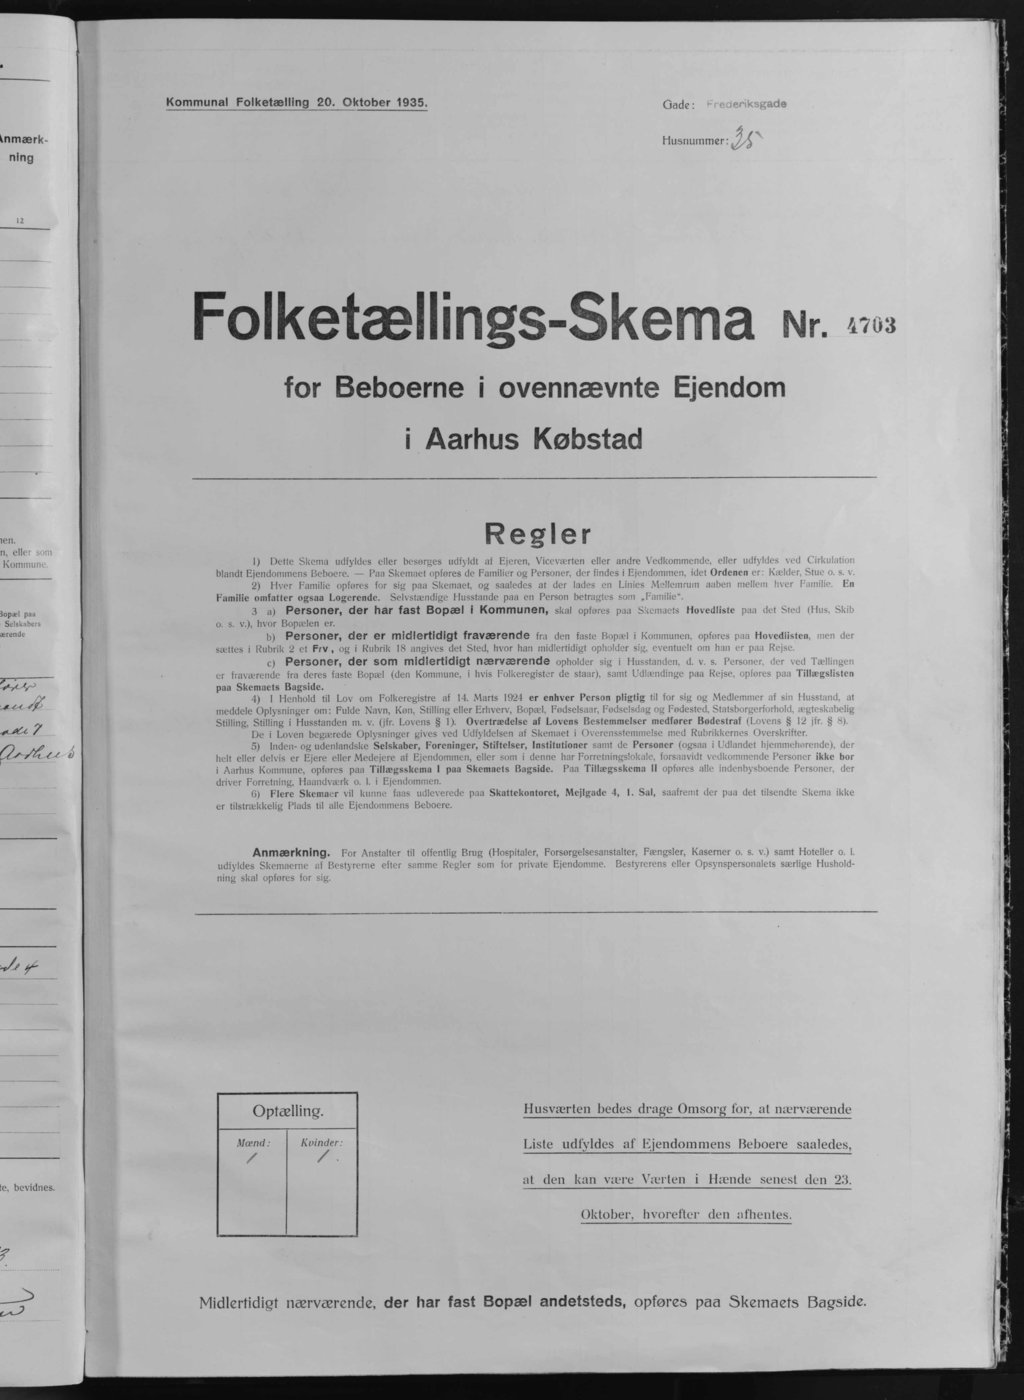 Anmærk-
ning
12
n, eller som
Kommune.
Bopæl paa
Selskabers
Aarhus
bevidnes.
Kommunal Folketælling 20. Oktober 1935.
Gade: Frederiksgade
Husnummer: 35
Folketællings-Skema Nr. 4703
for Beboerne i ovennævnte Ejendom
i Aarhus Købstad
Regler
1) Dette Skema udfyldes eller besørges udfyldt af Ejeren, Viceværten eller andre Vedkommende, eller udfyldes ved Cirkulation
blandt Ejendommens Beboere. — Paa Skemaet opføres de Familier og Personer, der findes i Ejendommen, idet Ordenen er: Kælder, Stue o. s. v.
2) Hver Familie opføres for sig paa Skemaet, og saaledes at der lades en Linies Mellemrum aaben mellem hver Familie. En
Familie omfatter ogsaa Logerende. Selvstændige Husstande paa en Person betragtes som „Familie".
3 a) Personer, der har fast Bopæl i Kommunen, skal opføres paa Skemaets Hovedliste paa det Sted (Hus, Skib
o. s. v.), hvor Bopælen er.
b) Personer, der er midlertidigt fraværende fra den faste Bopæl i Kommunen, opføres paa Hovedlisten, men der
sættes i Rubrik 2 et Frv, og i Rubrik 18 angives det Sted, hvor han midlertidigt opholder sig, eventuelt om han er paa Rejse.
c) Personer, der som midlertidigt nærværende opholder sig i Husstanden, d. v. s. Personer, der ved Tællingen
er fraværende fra deres faste Bopæl (den Kommune, i hvis Folkeregister de staar), samt Udlændinge paa Rejse, opføres paa Tillægslisten
paa Skemaets Bagside.
4) I Henhold til Lov om Folkeregistre af 14. Marts 1924 er enhver Person pligtig til for sig og Medlemmer af sin Husstand, at
meddele Oplysninger om: Fulde Navn, Køn, Stilling eller Erhverv, Bopæl, Fødselsaar, Fødselsdag og Fødested, Statsborgerforhold, ægteskabelig
Stilling, Stilling i Husstanden m. v. (jfr. Lovens § 1). Overtrædelse af Lovens Bestemmelser medfører Bødestraf (Lovens § 12 jfr. § 8).
De i Loven begærede Oplysninger gives ved Udfyldelsen af Skemaet i Overensstemmelse med Rubrikkernes Overskrifter.
5) Inden- og udenlandske Selskaber, Foreninger, Stiftelser, Institutioner samt de Personer (ogsaa i Udlandet hjemmehørende), der
helt eller delvis er Ejere eller Medejere af Ejendommen, eller som i denne har Forretningslokale, forsaavidt vedkommende Personer ikke bor
i Aarhus Kommune, opføres paa Tillægsskema I paa Skemaets Bagside. Paa Tillægsskema II opføres alle indenbysboende Personer, der
driver Forretning, Haandværk o. l. i Ejendommen.
6) Flere Skemaer vil kunne faas udleverede paa Skattekontoret, Mejlgade 4, 1. Sal, saafremt der paa det tilsendte Skema ikke
er tilstrækkelig Plads til alle Ejendommens Beboere.
Anmærkning. For Anstalter til offentlig Brug (Hospitaler, Forsørgelsesanstalter, Fængsler, Kaserner o. s. v.) samt Hoteller o. l.
udfyldes Skemaerne af Bestyrerne efter samme Regler som for private Ejendomme. Bestyrerens eller Opsynspersonalets særlige Hushold-
ning skal opføres for sig.
Optælling.
Mænd: Kvinder:
1 1.
Husværten bedes drage Omsorg for, at nærværende
Liste udfyldes af Ejendommens Beboere saaledes,
at den kan være Værten i Hænde senest den 23.
Oktober, hvorefter den afhentes.
Midlertidigt nærværende, der har fast Bopæl andetsteds, opføres paa Skemaets Bagside.